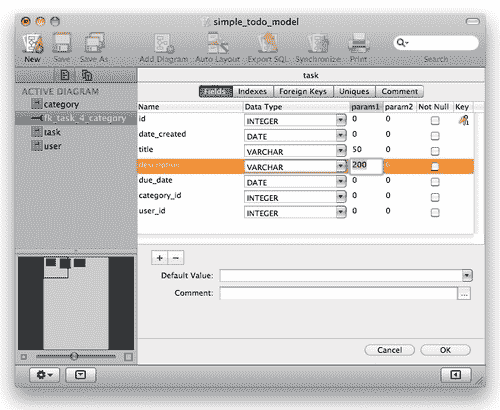 simple_todo_model
New Save Save As Add Diagram Auto Layout Export SQL Synchronize Print Search
ACTIVE DIAGRAM
category
fk_task_4_category
task
user
task
Fields Indexes Foreign Keys Uniques Comment
Name Data Type param1 param2 Not Null Key
id INTEGER 0 0
date_created DATE 0 0
title VARCHAR 50 0
description VARCHAR 200
due_date DATE 0 0
category_id INTEGER 0 0
user_id INTEGER 0 0
+ −
Default Value:
Comment: ...
Cancel OK